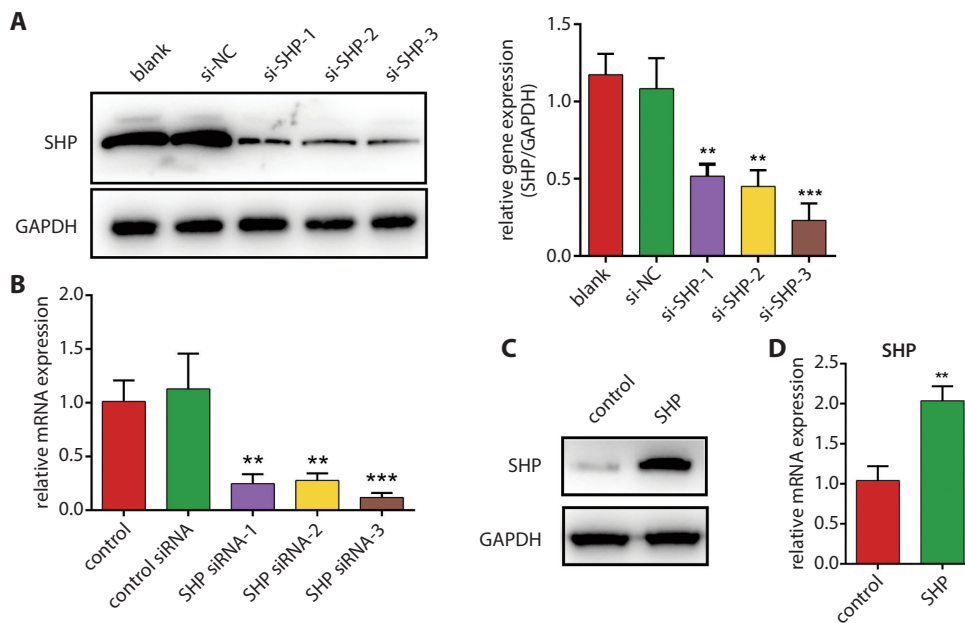 A
blank
si-NC
si-SHP-1
si-SHP-2
si-SHP-3
SHP
GAPDH
relative gene expression
(SHP/GAPDH)
1.5
1.0
0.5
0.0
**
**
***
blank
si-NC
si-SHP-1
si-SHP-2
si-SHP-3
B
relative mRNA expression
2.0
1.5
1.0
0.50
0.0
**
**
***
control
control siRNA
SHP siRNA-1
SHP siRNA-2
SHP siRNA-3
C
control
SHP
SHP
GAPDH
D
SHP
relative mRNA expression
2.5
2.0
1.5
1.0
0.5
0.0
**
control
SHP